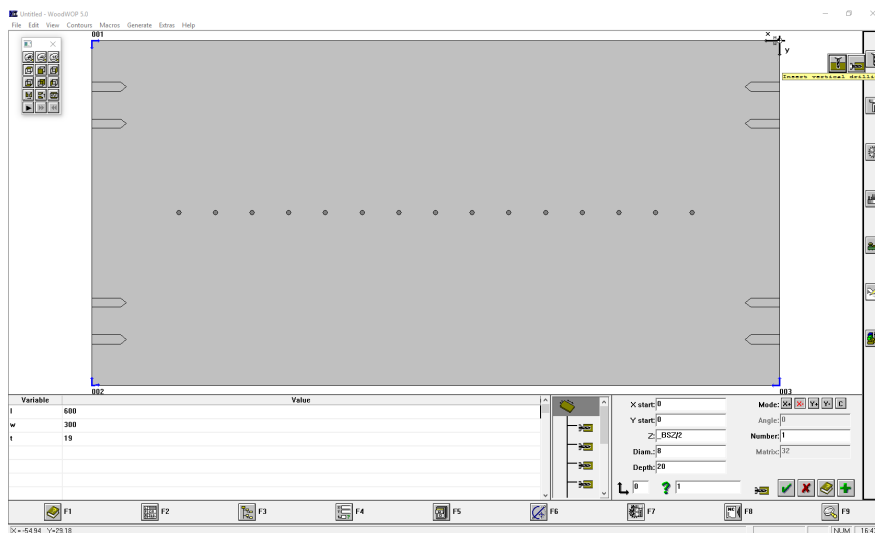 Untitled - WoodWOP 5.0
File Edit View Contours Macros Generate Extras Help
001
x
y
Insert vertical drilli
002
003
Variable Value
l 600
w 300
t 19
X start: 0
Y start: 0
Z: _BSZ/2
Diam.: 8
Depth: 20
0 ? 1
Mode: X+ X- Y+ Y- C
Angle: 0
Number: 1
Matrix: 32
F1 F2 F3 F4 F5 F6 F7 F8 F9
X=-54.94 Y=29.18
NUM 16:4